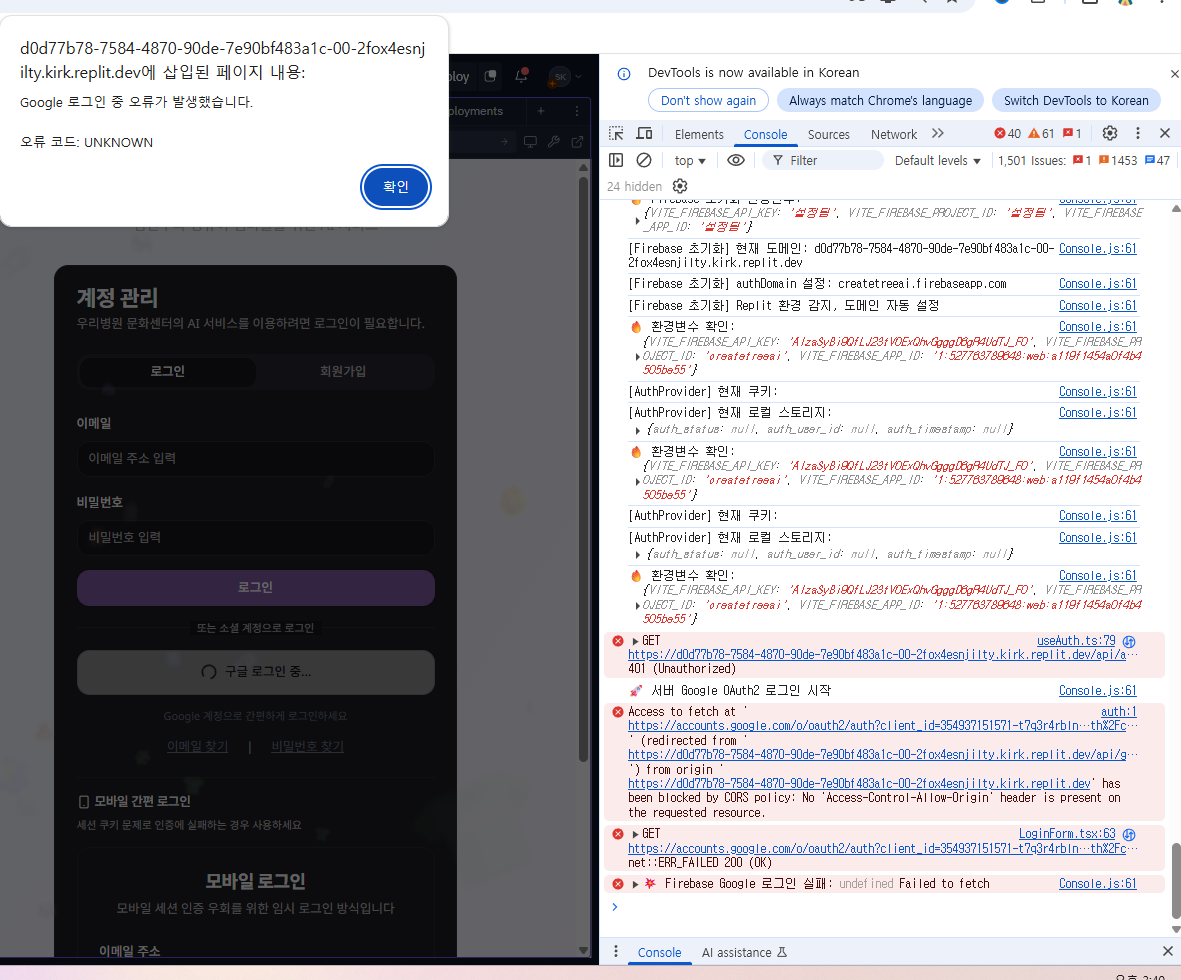 d0d77b78-7584-4870-90de-7e90bf483a1c-00-2fox4esnj
ilty.kirk.replit.dev에 삽입된 페이지 내용:
Google 로그인 중 오류가 발생했습니다.
오류 코드: UNKNOWN
확인
ploy
SK
ployments
계정 관리
우리병원 문화센터의 AI 서비스를 이용하려면 로그인이 필요합니다.
로그인 회원가입
이메일
이메일 주소 입력
비밀번호
비밀번호 입력
로그인
또는 소셜 계정으로 로그인
구글 로그인 중...
Google 계정으로 간편하게 로그인하세요
이메일 찾기 | 비밀번호 찾기
모바일 간편 로그인
세션 쿠키 문제로 인증에 실패하는 경우 사용하세요
모바일 로그인
모바일 세션 인증 우회를 위한 임시 로그인 방식입니다
이메일 주소
DevTools is now available in Korean
Don't show again Always match Chrome's language Switch DevTools to Korean
Elements Console Sources Network 40 61 1
top Filter Default levels 1,501 Issues: 1 1453 47
24 hidden
{VITE_FIREBASE_API_KEY: '설정됨', VITE_FIREBASE_PROJECT_ID: '설정됨', VITE_FIREBASE
_APP_ID: '설정됨'}
[Firebase 초기화] 현재 도메인: d0d77b78-7584-4870-90de-7e90bf483a1c-00- Console.js:61
2fox4esnjilty.kirk.replit.dev
[Firebase 초기화] authDomain 설정: createtreeai.firebaseapp.com Console.js:61
[Firebase 초기화] Replit 환경 감지, 도메인 자동 설정 Console.js:61
🔥 환경변수 확인: Console.js:61
{VITE_FIREBASE_API_KEY: VITE_FIREBASE_PR
OJECT_ID: 'createtreeai', VITE_FIREBASE_APP_ID: '1:527763789648:web:a119f1454a0f4b4
505be55'}
[AuthProvider] 현재 쿠키: Console.js:61
[AuthProvider] 현재 로컬 스토리지: Console.js:61
{auth_status: null, auth_user_id: null, auth_timestamp: null}
🔥 환경변수 확인: Console.js:61
{VITE_FIREBASE_API_KEY: VITE_FIREBASE_PR
OJECT_ID: 'createtreeai', VITE_FIREBASE_APP_ID: '1:527763789648:web:a119f1454a0f4b4
505be55'}
[AuthProvider] 현재 쿠키: Console.js:61
[AuthProvider] 현재 로컬 스토리지: Console.js:61
{auth_status: null, auth_user_id: null, auth_timestamp: null}
🔥 환경변수 확인: Console.js:61
{VITE_FIREBASE_API_KEY: VITE_FIREBASE_PR
OJECT_ID: 'createtreeai', VITE_FIREBASE_APP_ID: '1:527763789648:web:a119f1454a0f4b4
505be55'}
GET useAuth.ts:79
https://d0d77b78-7584-4870-90de-7e90bf483a1c-00-2fox4esnjilty.kirk.replit.dev/api/a…
401 (Unauthorized)
🚀 서버 Google OAuth2 로그인 시작 Console.js:61
Access to fetch at ' auth:1
https://accounts.google.com/o/oauth2/auth?client_id=354937151571-t7q3r4rbln…th%2Fc…
' (redirected from '
https://d0d77b78-7584-4870-90de-7e90bf483a1c-00-2fox4esnjilty.kirk.replit.dev/api/g…
') from origin '
https://d0d77b78-7584-4870-90de-7e90bf483a1c-00-2fox4esnjilty.kirk.replit.dev' has
been blocked by CORS policy: No 'Access-Control-Allow-Origin' header is present on
the requested resource.
GET LoginForm.tsx:63
https://accounts.google.com/o/oauth2/auth?client_id=354937151571-t7q3r4rbln…th%2Fc…
net::ERR_FAILED 200 (OK)
💥 Firebase Google 로그인 실패: undefined Failed to fetch Console.js:61
Console AI assistance